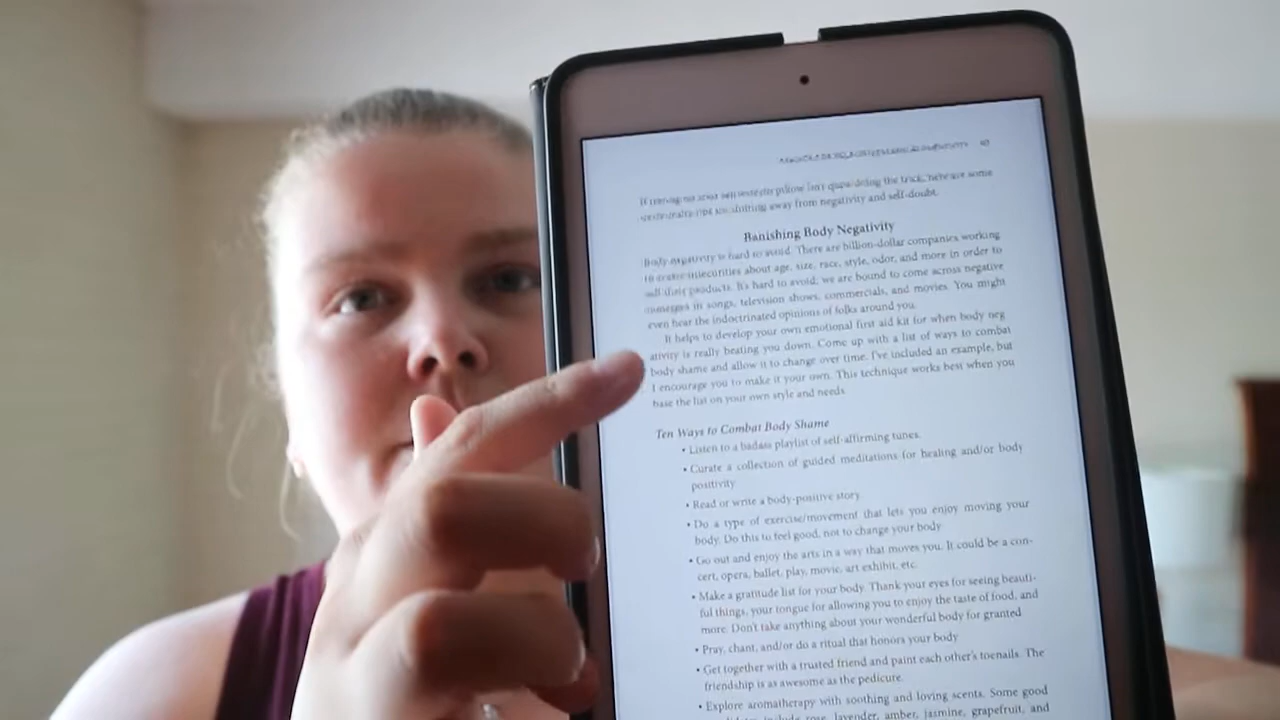 If isn't quite doing the trick, here are some
for shifting away from negativity and self-doubt.
Banishing Body Negativity
Body negativity is hard to avoid. There are billion-dollar companies working
to create insecurities about age, size, race, style, odor, and more in order to
sell their products. It's hard to avoid; we are bound to come across negative
messages in songs, television shows, commercials, and movies. You might
even hear the indoctrinated opinions of folks around you.
It helps to develop your own emotional first aid kit for when body neg
ativity is really beating you down. Come up with a list of ways to combat
body shame and allow it to change over time. I've included an example, but
I encourage you to make it your own. This technique works best when you
base the list on your own style and needs.
Ten Ways to Combat Body Shame
• Listen to a badass playlist of self-affirming tunes.
• Curate a collection of guided meditations for healing and/or body
positivity
• Read or write a body-positive story.
• Do a type of exercise/movement that lets you enjoy moving your
body. Do this to feel good, not to change your body
• Go out and enjoy the arts in a way that moves you. It could be a con-
cert, opera, ballet, play, movie, art exhibit, etc.
• Make a gratitude list for your body. Thank your eyes for seeing beauti-
ful things, your tongue for allowing you to enjoy the taste of food, and
more. Don't take anything about your wonderful body for granted
• Pray, chant, and/or do a ritual that honors your body
• Get together with a trusted friend and paint each other's toenails. The
friendship is as awesome as the pedicure.
• Explore aromatherapy with soothing and loving scents. Some good
include rose, lavender, amber, jasmine, grapefruit, and